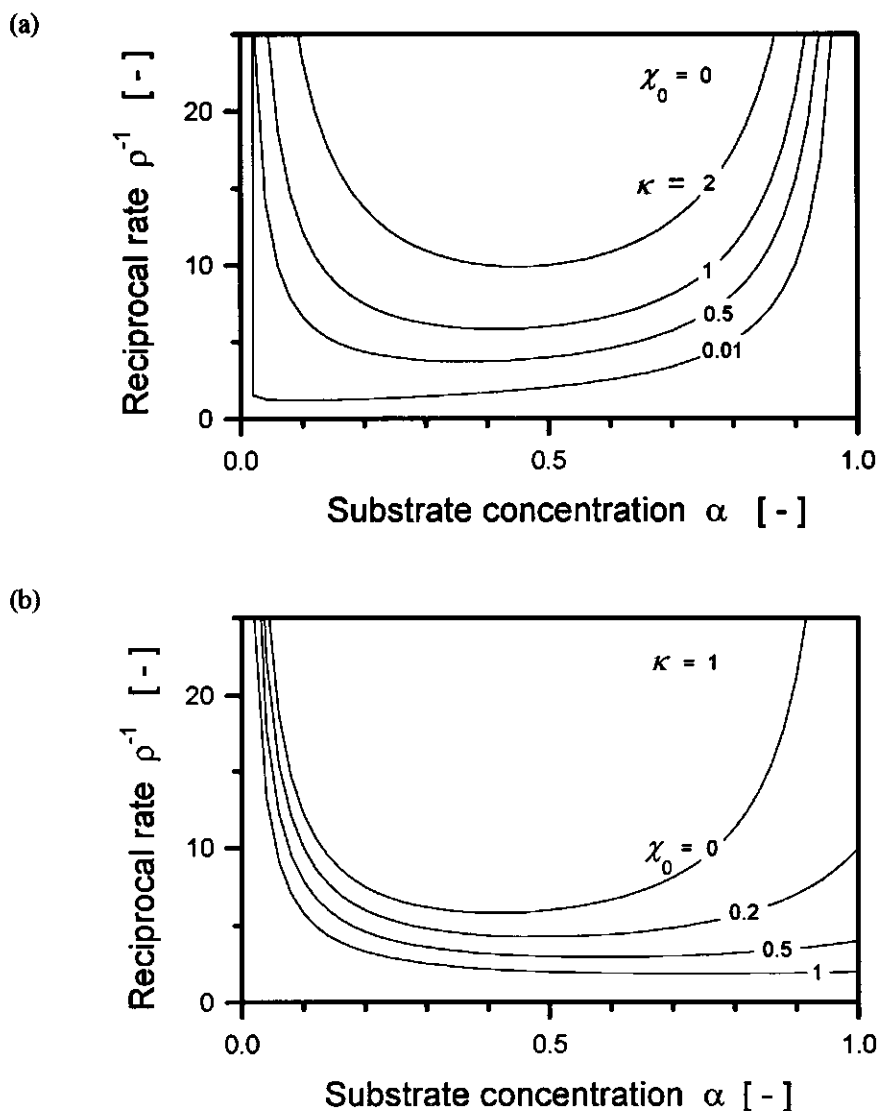 (a)
Reciprocal rate ρ⁻¹ [ - ]
20
10
0
χ₀ = 0
κ = 2
1
0.5
0.01
0.0 0.5 1.0
Substrate concentration α [ - ]
(b)
Reciprocal rate ρ⁻¹ [ - ]
20
10
0
κ = 1
χ₀ = 0
0.2
0.5
1
0.0 0.5 1.0
Substrate concentration α [ - ]